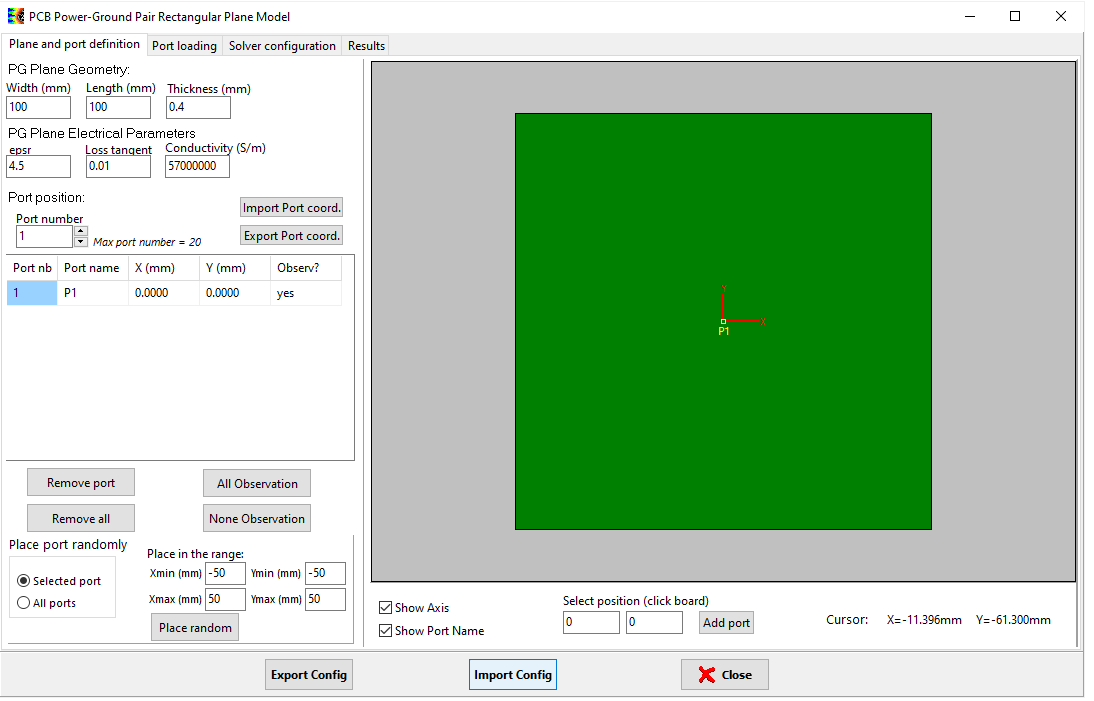 PCB Power-Ground Pair Rectangular Plane Model
Plane and port definition Port loading Solver configuration Results
PG Plane Geometry:
Width (mm) Length (mm) Thickness (mm)
100 100 0.4
PG Plane Electrical Parameters
epsr Loss tangent Conductivity (S/m)
4.5 0.01 57000000
Port position:
Import Port coord.
Port number
1 Max port number = 20 Export Port coord.
Port nb Port name X (mm) Y (mm) Observ?
1 P1 0.0000 0.0000 yes
Remove port All Observation
Remove all None Observation
Place port randomly
Selected port
All ports
Place in the range:
Xmin (mm) -50 Ymin (mm) -50
Xmax (mm) 50 Ymax (mm) 50
Place random
Y
X
P1
Show Axis
Show Port Name
Select position (click board)
0 0 Add port
Cursor: X=-11.396mm Y=-61.300mm
Export Config Import Config Close